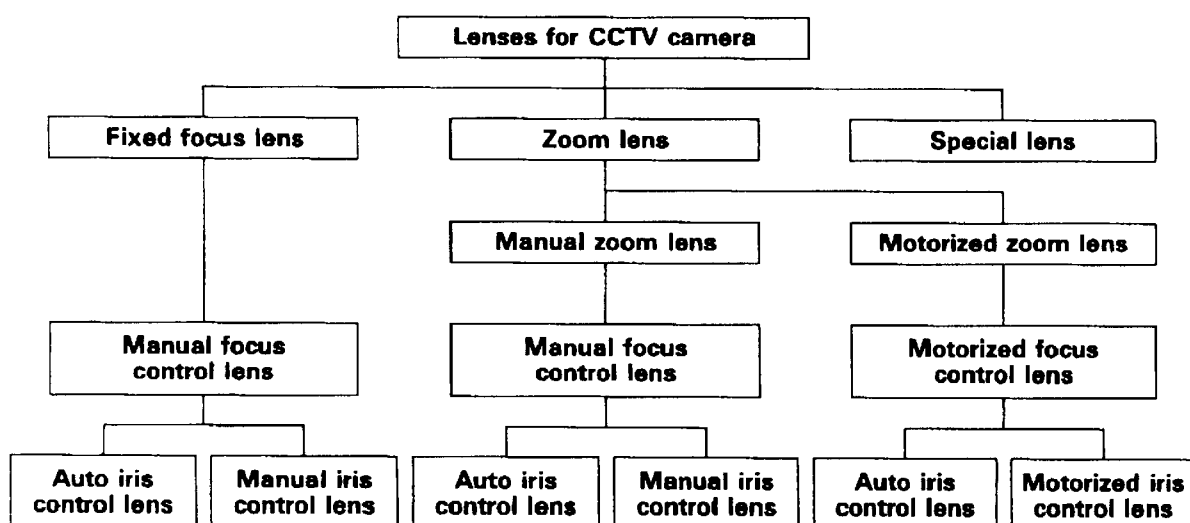 Lenses for CCTV camera
Fixed focus lens
Zoom lens
Special lens
Manual zoom lens
Motorized zoom lens
Manual focus
control lens
Manual focus
control lens
Motorized focus
control lens
Auto iris
control lens
Manual iris
control lens
Auto iris
control lens
Manual iris
control lens
Auto iris
control lens
Motorized iris
control lens